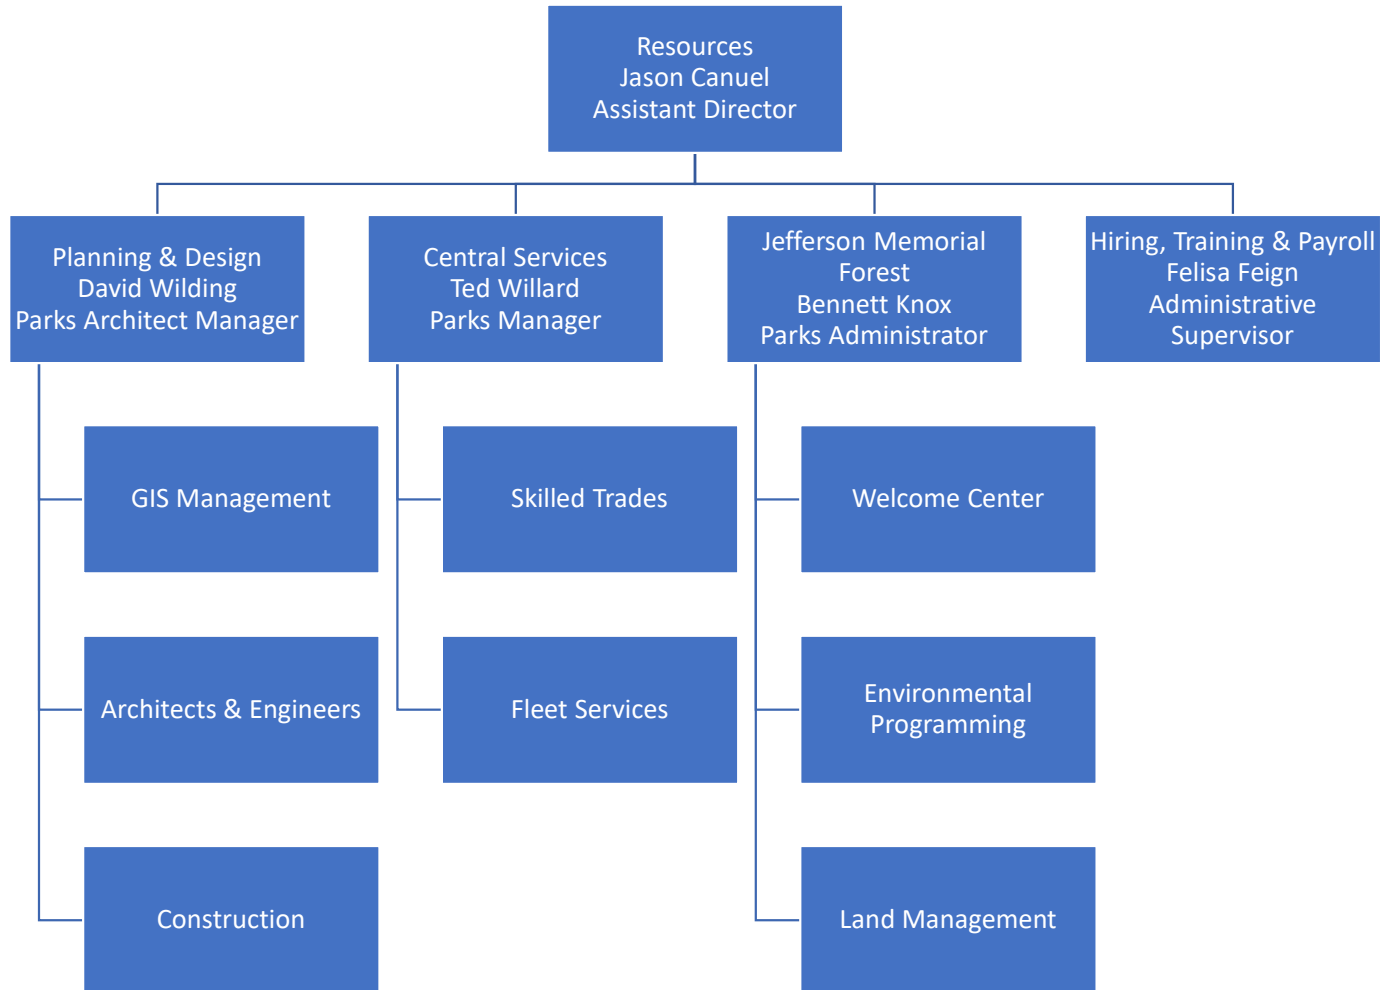 Resources
Jason Canuel
Assistant Director
Planning & Design
David Wilding
Parks Architect Manager
Central Services
Ted Willard
Parks Manager
Jefferson Memorial
Forest
Bennett Knox
Parks Administrator
Hiring, Training & Payroll
Felisa Feign
Administrative
Supervisor
GIS Management
Skilled Trades
Welcome Center
Architects & Engineers
Fleet Services
Environmental
Programming
Construction
Land Management